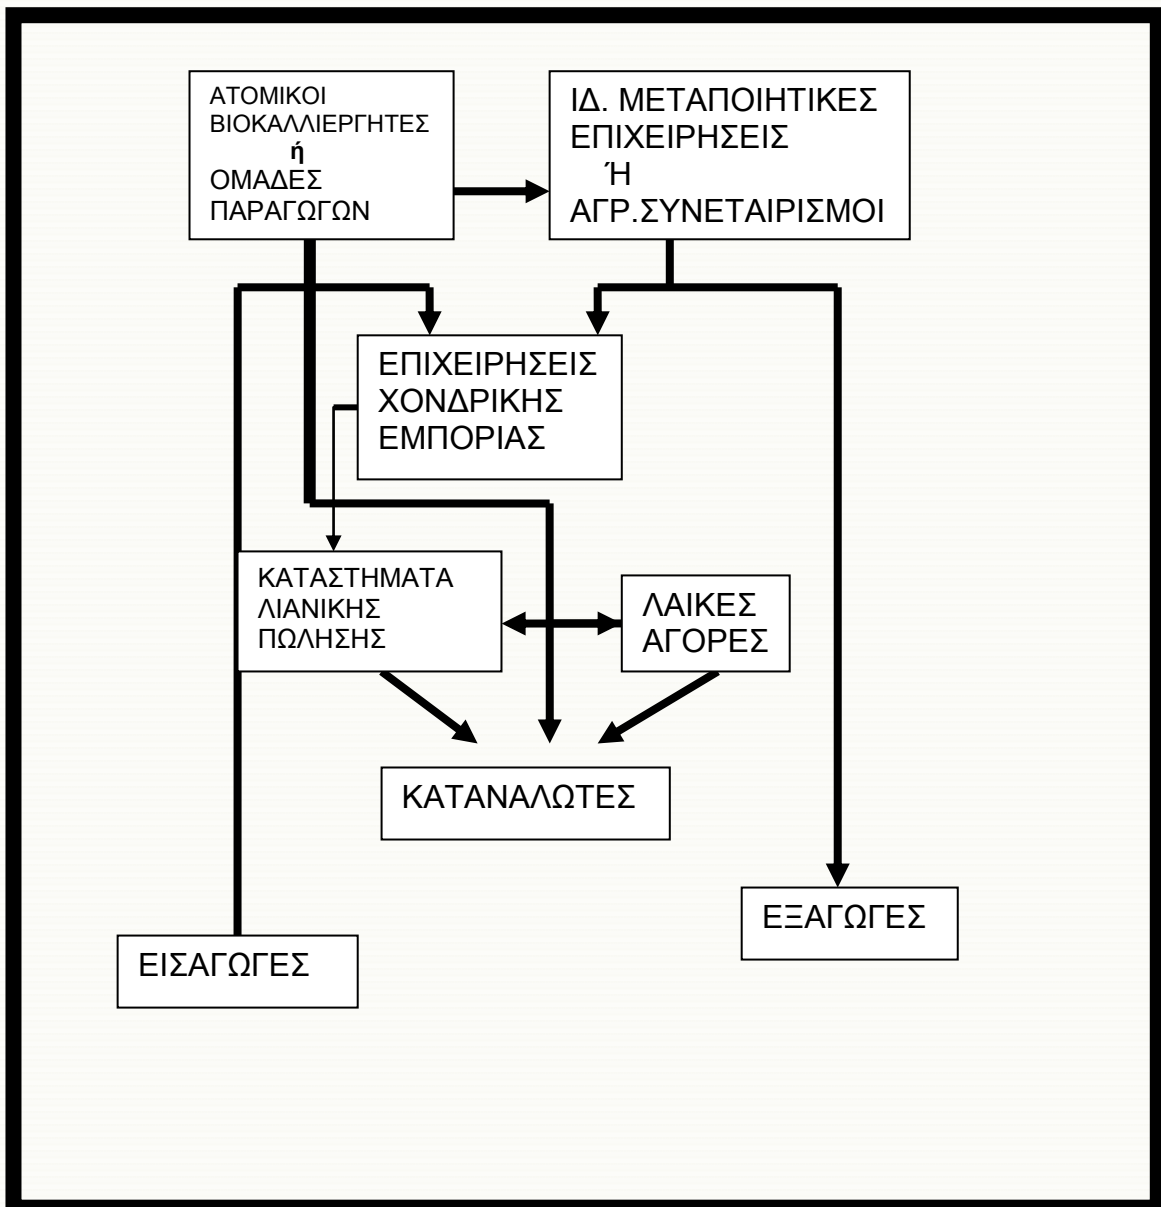 ΑΤΟΜΙΚΟΙ
ΒΙΟΚΑΛΛΙΕΡΓΗΤΕΣ
ή
ΟΜΑΔΕΣ
ΠΑΡΑΓΩΓΩΝ
ΙΔ. ΜΕΤΑΠΟΙΗΤΙΚΕΣ
ΕΠΙΧΕΙΡΗΣΕΙΣ
Ή
ΑΓΡ.ΣΥΝΕΤΑΙΡΙΣΜΟΙ
ΕΠΙΧΕΙΡΗΣΕΙΣ
ΧΟΝΔΡΙΚΗΣ
ΕΜΠΟΡΙΑΣ
ΚΑΤΑΣΤΗΜΑΤΑ
ΛΙΑΝΙΚΗΣ
ΠΩΛΗΣΗΣ
ΛΑΙΚΕΣ
ΑΓΟΡΕΣ
ΚΑΤΑΝΑΛΩΤΕΣ
ΕΞΑΓΩΓΕΣ
ΕΙΣΑΓΩΓΕΣ